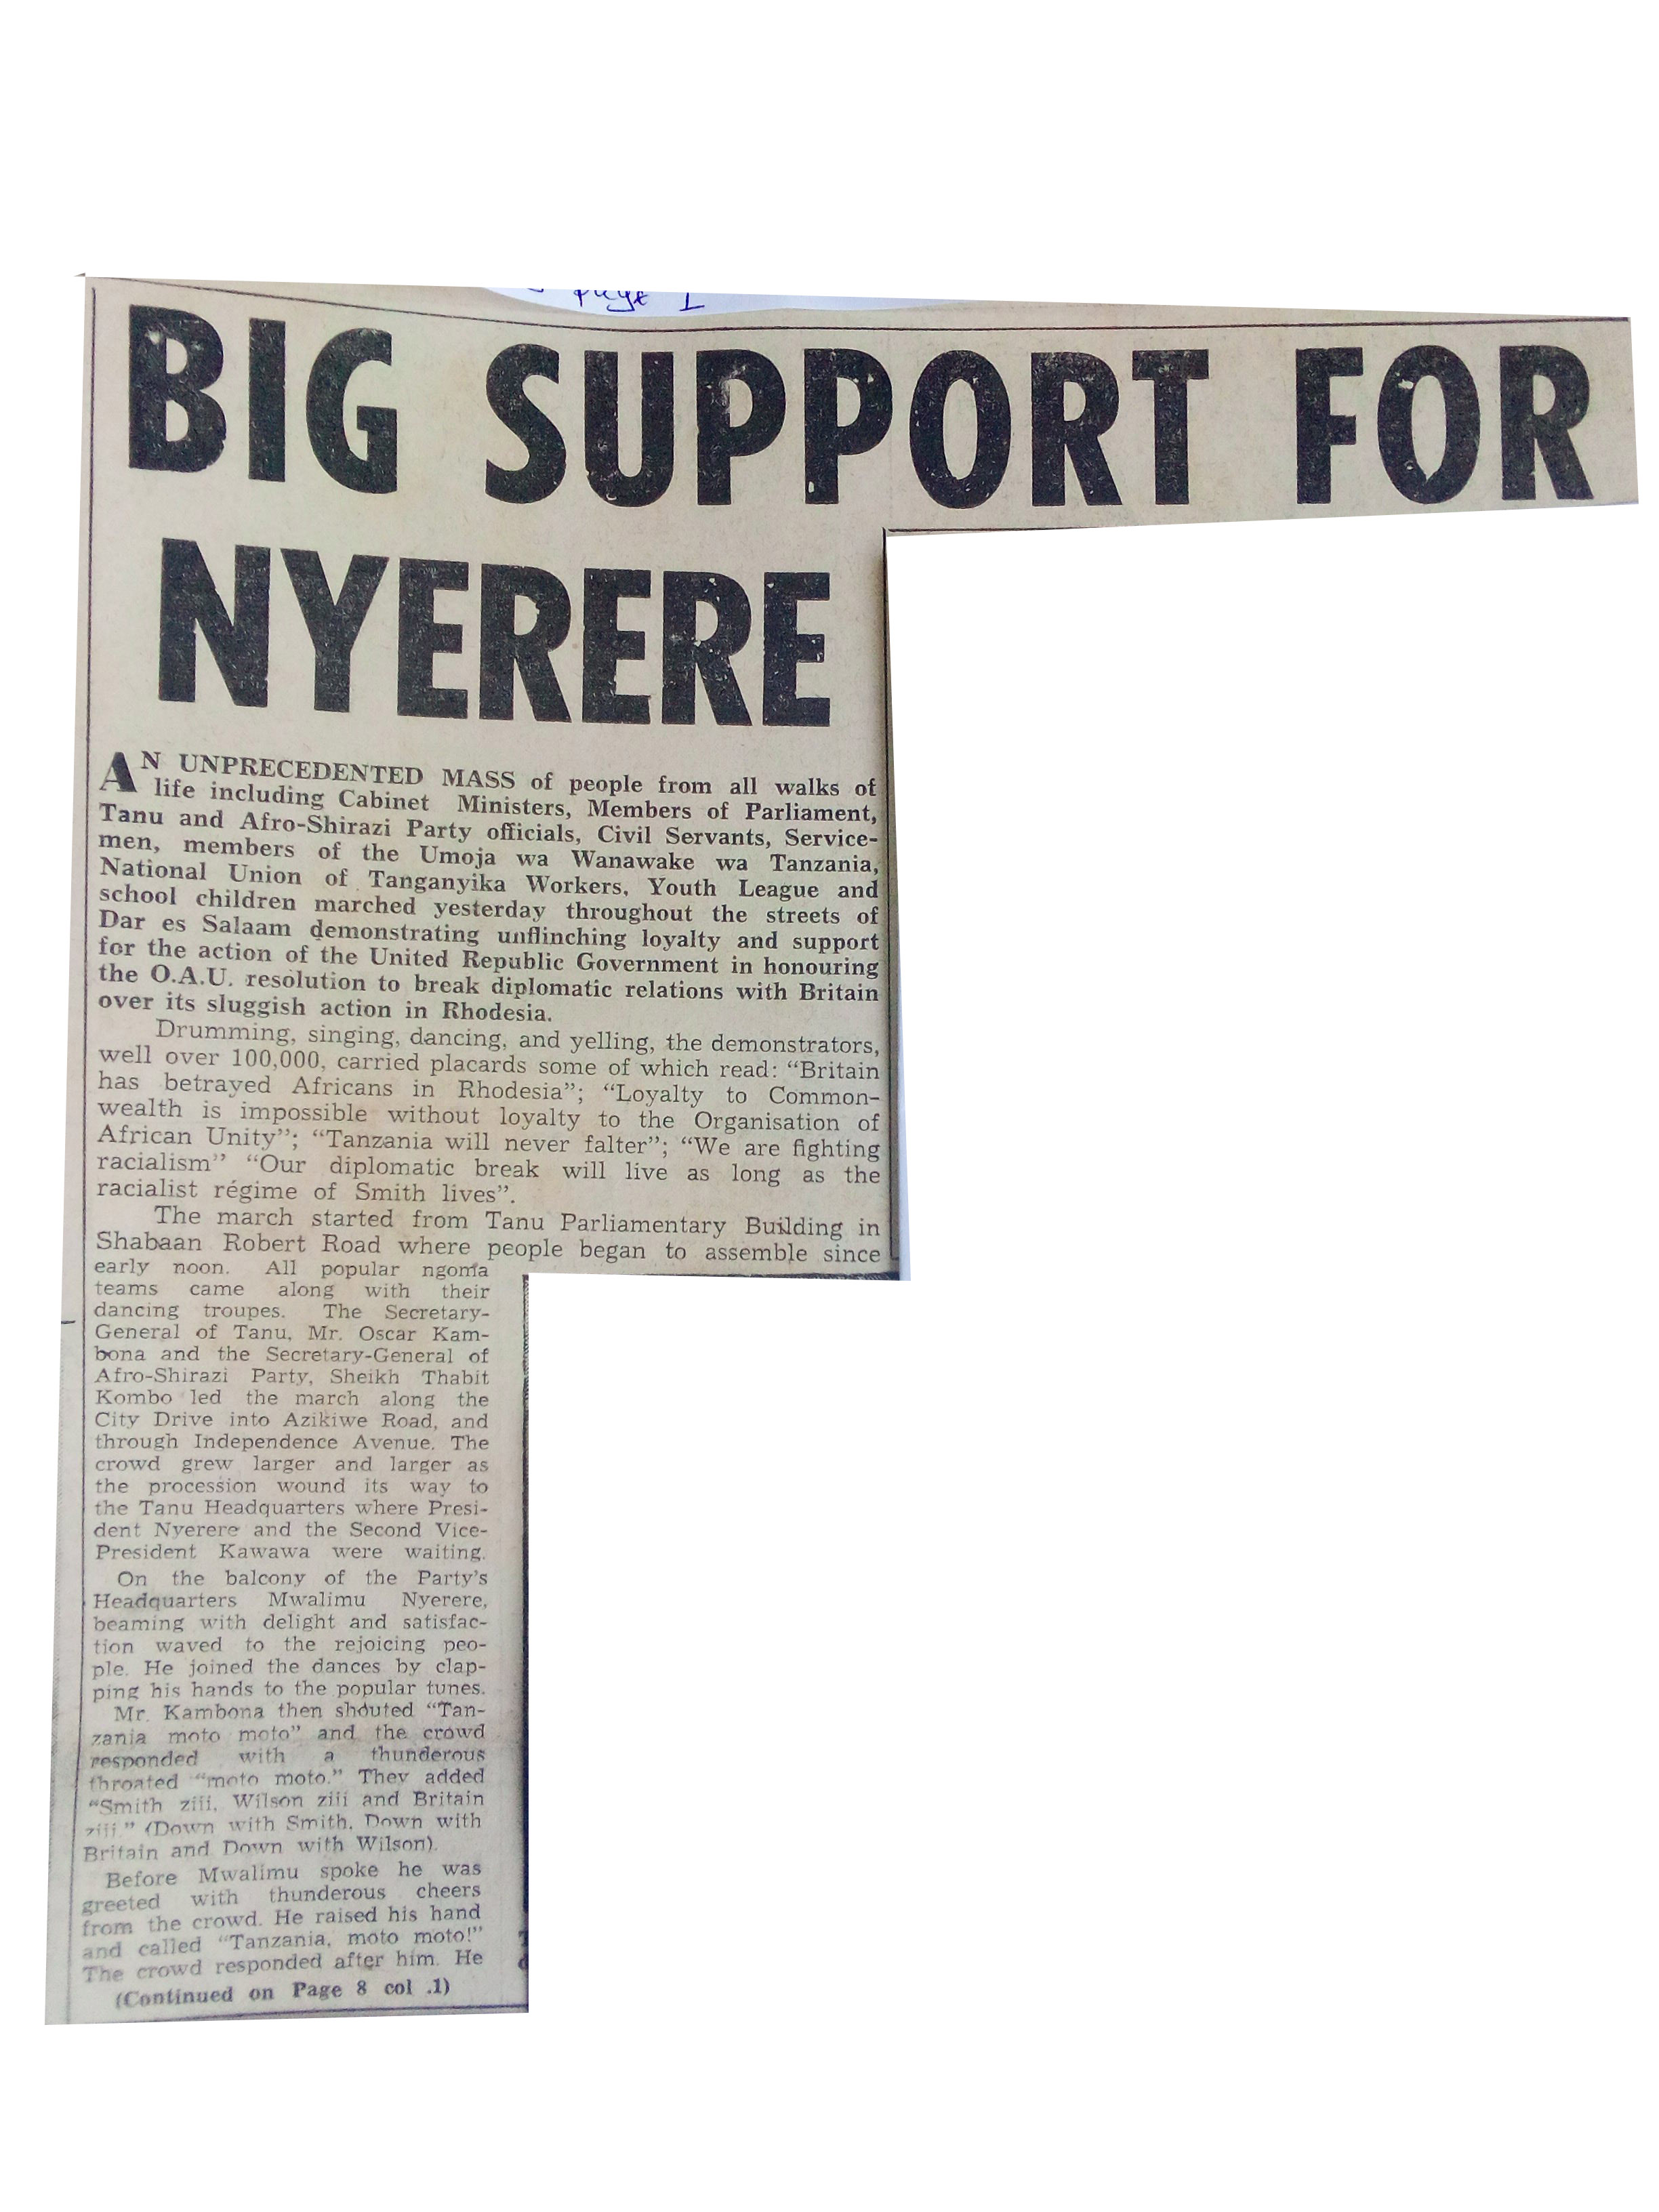 page 1
BIG SUPPORT FOR
NYERERE
AN UNPRECEDENTED MASS of people from all walks of
life including Cabinet Ministers, Members of Parliament,
Tanu and Afro-Shirazi Party officials, Civil Servants, Service-
men, members of the Umoja wa Wanawake wa Tanzania,
National Union of Tanganyika Workers, Youth League and
school children marched yesterday throughout the streets of
Dar es Salaam demonstrating unflinching loyalty and support
for the action of the United Republic Government in honouring
the O.A.U. resolution to break diplomatic relations with Britain
over its sluggish action in Rhodesia.
Drumming, singing, dancing, and yelling, the demonstrators,
well over 100,000, carried placards some of which read: “Britain
has betrayed Africans in Rhodesia”; “Loyalty to Common-
wealth is impossible without loyalty to the Organisation of
African Unity”; “Tanzania will never falter”; “We are fighting
racialism” “Our diplomatic break will live as long as the
racialist régime of Smith lives”.
The march started from Tanu Parliamentary Building in
Shabaan Robert Road where people began to assemble since
early noon. All popular ngoma
teams came along with their
dancing troupes. The Secretary-
General of Tanu, Mr. Oscar Kam-
bona and the Secretary-General of
Afro-Shirazi Party, Sheikh Thabit
Kombo led the march along the
City Drive into Azikiwe Road, and
through Independence Avenue. The
crowd grew larger and larger as
the procession wound its way to
the Tanu Headquarters where Presi-
dent Nyerere and the Second Vice-
President Kawawa were waiting.
On the balcony of the Party’s
Headquarters Mwalimu Nyerere,
beaming with delight and satisfac-
tion waved to the rejoicing peo-
ple. He joined the dances by clap-
ping his hands to the popular tunes.
Mr. Kambona then shouted “Tan-
zania moto moto” and the crowd
responded with a thunderous
throated “moto moto.” They added
“Smith ziii, Wilson ziii and Britain
ziii.” (Down with Smith, Down with
Britain and Down with Wilson).
Before Mwalimu spoke he was
greeted with thunderous cheers
from the crowd. He raised his hand
and called “Tanzania, moto moto!”
The crowd responded after him. He
(Continued on Page 8 col .1)